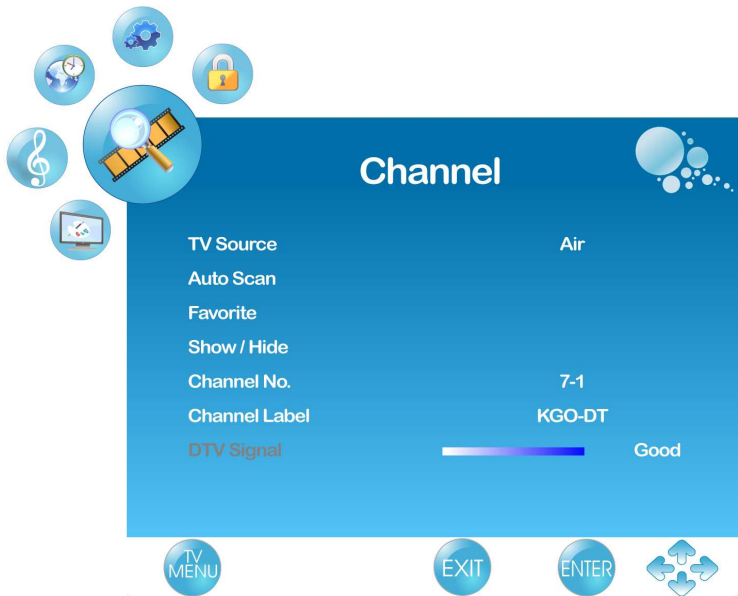 Channel
TV Source Air
Auto Scan
Favorite
Show / Hide
Channel No. 7-1
Channel Label KGO-DT
DTV Signal Good
TV
MENU
EXIT
ENTER